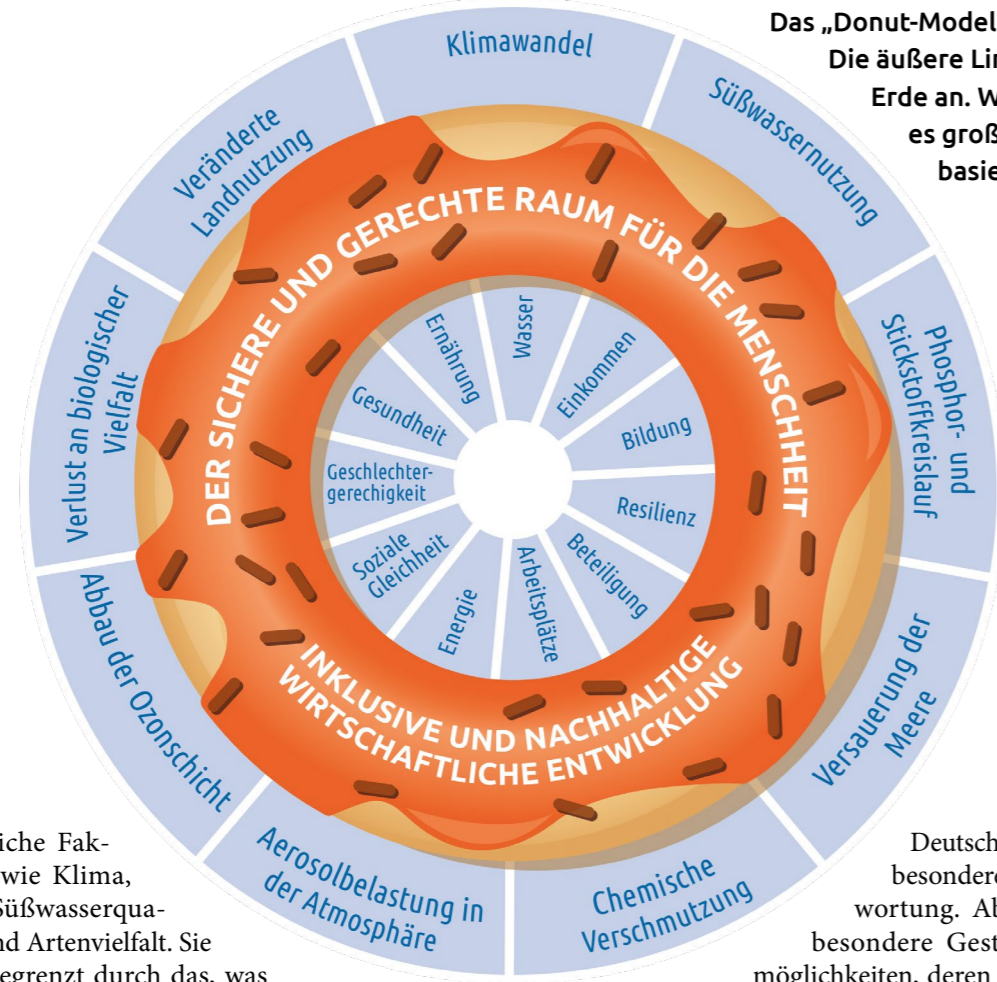 Das „Donut-Model
Die äußere Lin
Erde an. W
es groß
basie
Klimawandel
Süßwassernutzung
Phosphor- und
Stickstoffkreislauf
Versauerung der
Meere
Chemische
Verschmutzung
Aerosolbelastung in
der Atmosphäre
Abbau der Ozonschicht
Verlust an biologischer
Vielfalt
Veränderte
Landnutzung
DER SICHERE UND GERECHTE RAUM FÜR DIE MENSCHHEIT
INKLUSIVE UND NACHHALTIGE
WIRTSCHAFTLICHE ENTWICKLUNG
Wasser
Einkommen
Bildung
Resilienz
Beteiligung
Arbeitsplätze
Energie
Soziale
Gleichheit
Geschlechter-
gerechigkeit
Gesundheit
Ernährung
liche Fak-
wie Klima,
Süßwasserqua-
nd Artenvielfalt. Sie
egrenzt durch das, was
Deutsch
besondere
wortung. Ab
besondere Gest
möglichkeiten, deren